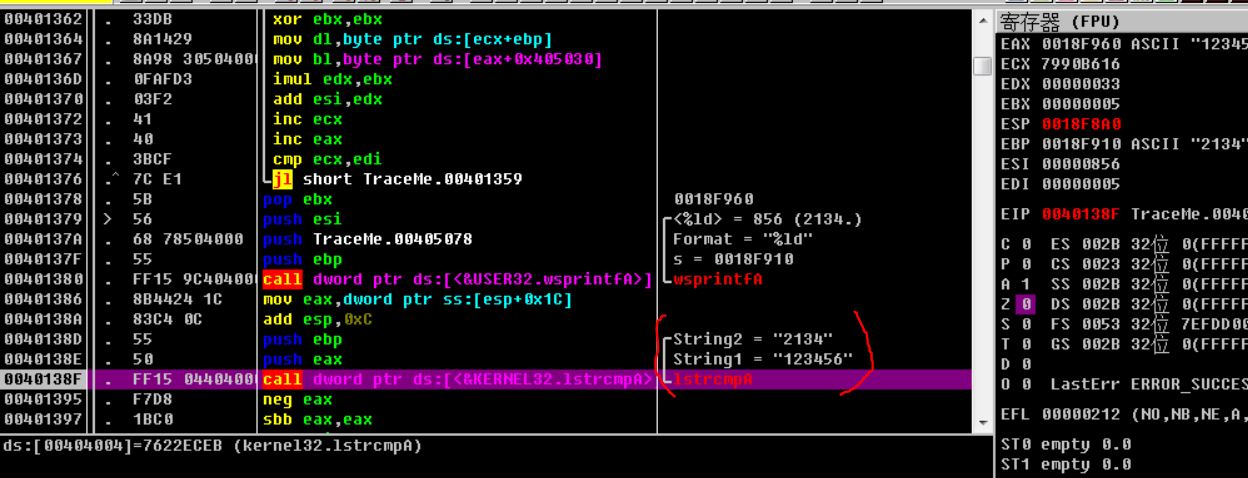 00401362 . 33DB xor ebx,ebx
00401364 . 8A1429 mov dl,byte ptr ds:[ecx+ebp]
00401367 . 8A98 30504000 mov bl,byte ptr ds:[eax+0x405030]
0040136D . 0FAFD3 imul edx,ebx
00401370 . 03F2 add esi,edx
00401372 . 41 inc ecx
00401373 . 40 inc eax
00401374 . 3BCF cmp ecx,edi
00401376 .^ 7C E1 jl short TraceMe.00401359
00401378 . 5B pop ebx 0018F960
00401379 > 56 push esi <%ld> = 856 (2134.)
0040137A . 68 78504000 push TraceMe.00405078 Format = "%ld"
0040137F . 55 push ebp s = 0018F910
00401380 . FF15 9C40400 call dword ptr ds:[<&USER32.wsprintfA>] wsprintfA
00401386 . 8B4424 1C mov eax,dword ptr ss:[esp+0x1C]
0040138A . 83C4 0C add esp,0xC
0040138D . 55 push ebp String2 = "2134"
0040138E . 50 push eax String1 = "123456"
0040138F . FF15 0440400 call dword ptr ds:[<&KERNEL32.lstrcmpA> lstrcmpA
00401395 . F7D8 neg eax
00401397 . 1BC0 sbb eax,eax
ds:[00404004]=7622ECEB (kernel32.lstrcmpA)
寄存器 (FPU)
EAX 0018F960 ASCII "12345
ECX 7990B616
EDX 00000033
EBX 00000005
ESP 0018F8A0
EBP 0018F910 ASCII "2134"
ESI 00000856
EDI 00000005
EIP 0040138F TraceMe.0040
C 0 ES 002B 32位 0(FFFFF
P 0 CS 0023 32位 0(FFFFF
A 1 SS 002B 32位 0(FFFFF
Z 0 DS 002B 32位 0(FFFFF
S 0 FS 0053 32位 7EFDD00
T 0 GS 002B 32位 0(FFFFF
D 0
O 0 LastErr ERROR_SUCCES
EFL 00000212 (NO,NB,NE,A,
ST0 empty 0.0
ST1 empty 0.0